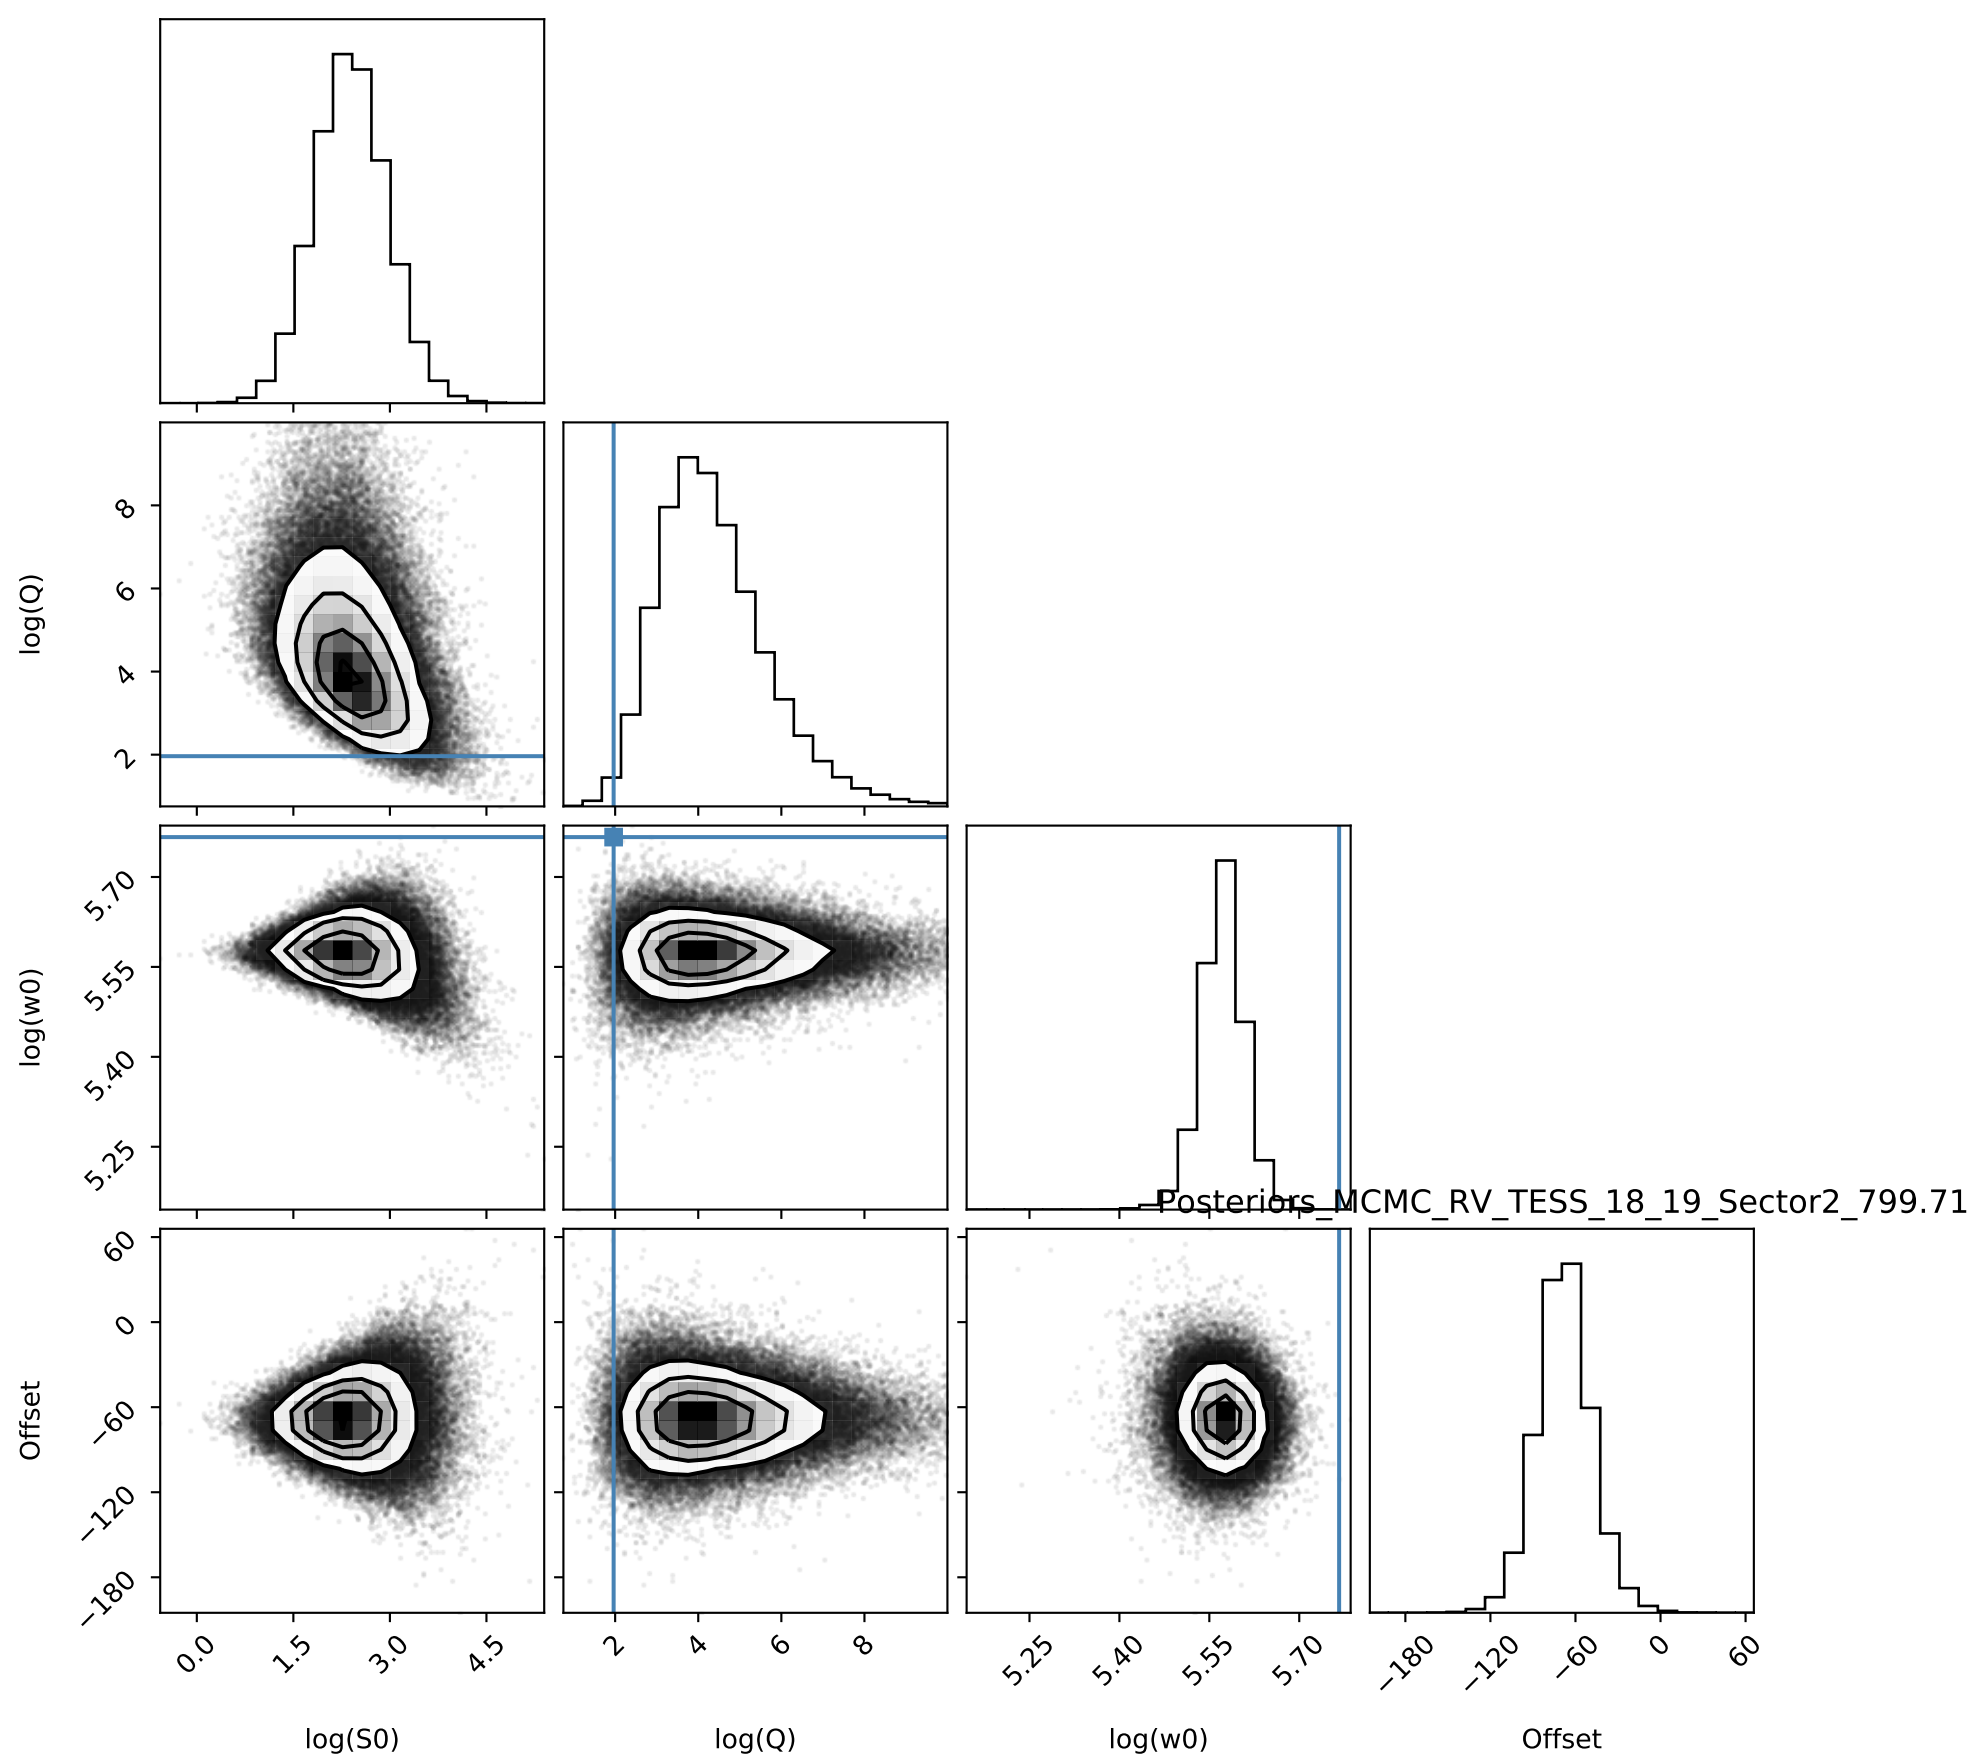 log(Q)
8
6
4
2
log(w0)
5.70
5.55
5.40
5.25
Posteriors_MCMC_RV_TESS_18_19_Sector2_799.71
Offset
60
0
−60
−120
−180
0.0 1.5 3.0 4.5 2 4 6 8 5.25 5.40 5.55 5.70 −180 −120 −60 0 60
log(S0) log(Q) log(w0) Offset